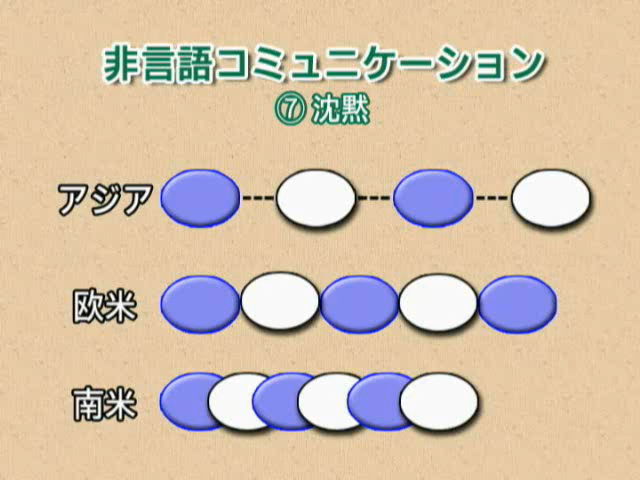 非言語コミュニケーション
⑦ 沈黙
アジア
欧米
南米